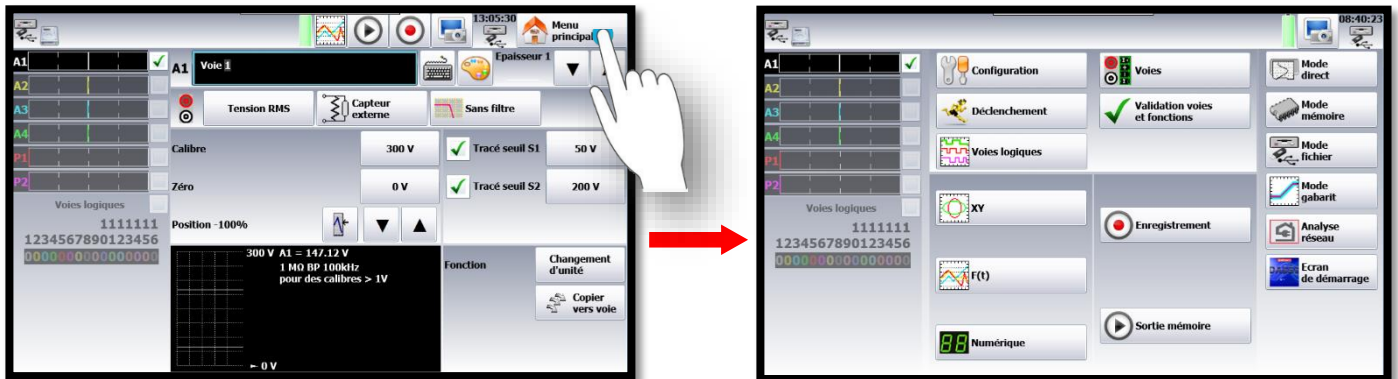 13:05:30
Menu
principal
A1
A2
A3
A4
P1
P2
Voies logiques
1111111
1234567890123456
0000000000000000
A1
Voie 1
Epaisseur 1
Tension RMS
Capteur
externe
Sans filtre
Calibre
300 V
Tracé seuil S1
50 V
Zéro
0 V
Tracé seuil S2
200 V
Position -100%
300 V A1 = 147.12 V
1 MΩ BP 100kHz
pour des calibres > 1V
0 V
Fonction
Changement
d'unité
Copier
vers voie
08:40:23
A1
A2
A3
A4
P1
P2
Voies logiques
1111111
1234567890123456
0000000000000000
Configuration
Voies
Déclenchement
Validation voies
et fonctions
Voies logiques
XY
Enregistrement
F(t)
Sortie mémoire
88 Numérique
Mode
direct
Mode
mémoire
Mode
fichier
Mode
gabarit
Analyse
réseau
Ecran
de démarrage